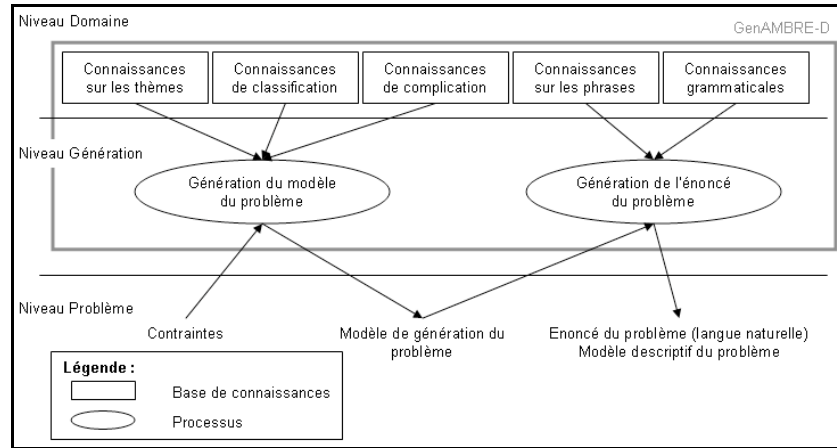 Niveau Domaine
GenAMBRE-D
Connaissances
sur les thèmes
Connaissances
de classification
Connaissances
de complication
Connaissances
sur les phrases
Connaissances
grammaticales
Niveau Génération
Génération du modèle
du problème
Génération de l'énoncé
du problème
Niveau Problème
Contraintes
Modèle de génération du
problème
Enoncé du problème (langue naturelle)
Modèle descriptif du problème
Légende :
Base de connaissances
Processus